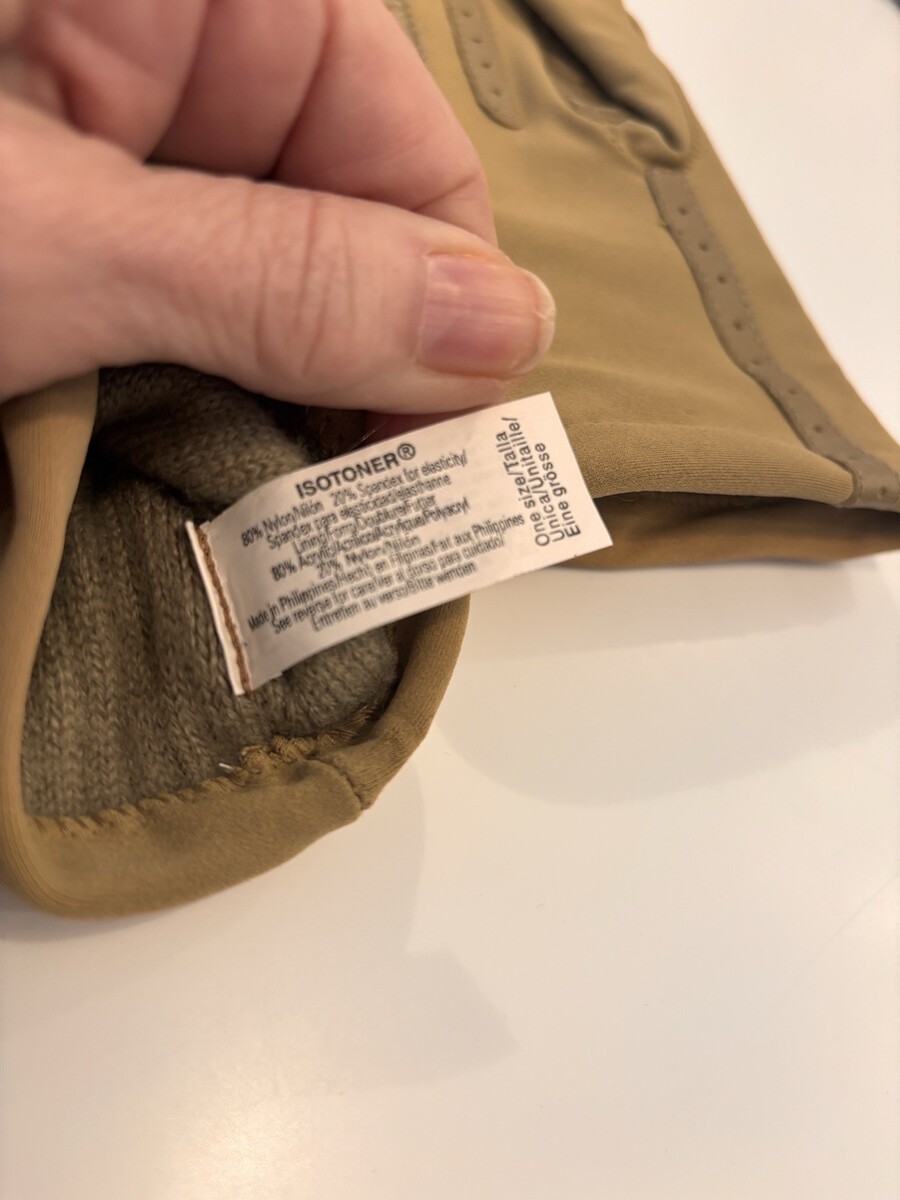 ISOTONER®
80% Nylon/Nilón 20% Spandex for elasticity/
Spandex para elasticidad/elasthanne
Lining/Forro/Doublure/Futter
80% Acrylic/Acrílico/Acrylique/Polyacryl
20% Nylon/Nilón
Made in Philippines/Hecho en Filipinas/Fait aux Philippines
See reverse for care/Ver al dorso para cuidado/
Entretien au verso/Bitte wenden
One size/Talla
Unica/Unitaille/
Eine grösse